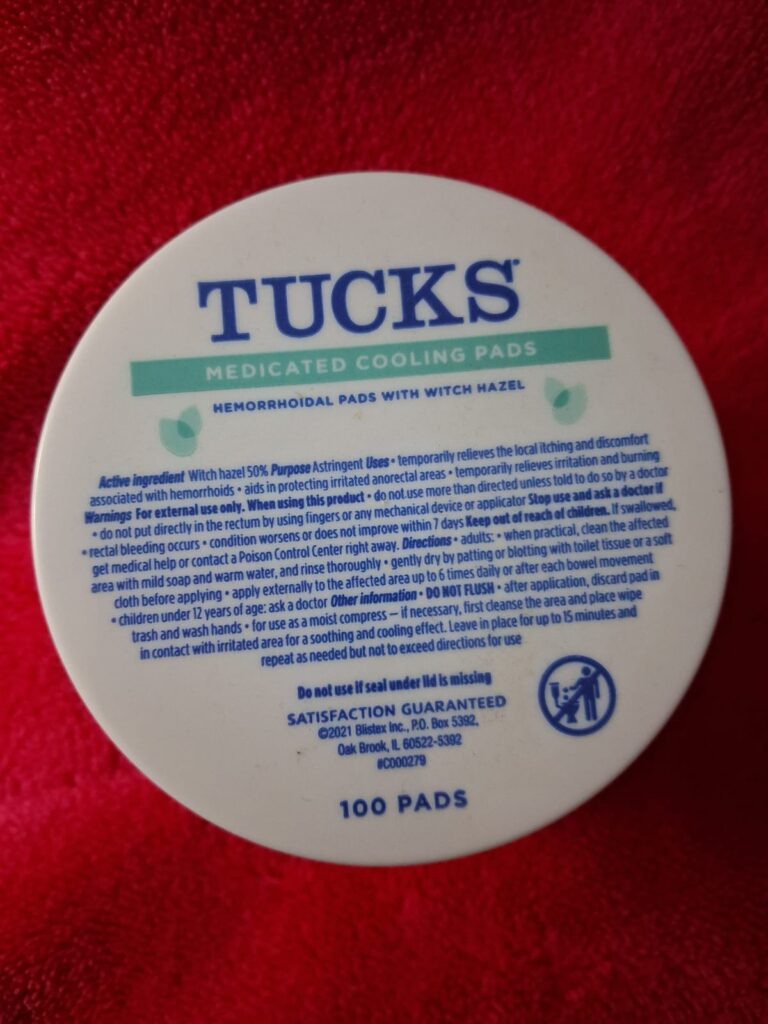 TUCKS
MEDICATED COOLING PADS
HEMORRHOIDAL PADS WITH WITCH HAZEL
Active ingredient Witch hazel 50% Purpose Astringent Uses • temporarily relieves the local itching and discomfort
associated with hemorrhoids • aids in protecting irritated anorectal areas • temporarily relieves irritation and burning
Warnings For external use only. When using this product • do not use more than directed unless told to do so by a doctor
• do not put directly in the rectum by using fingers or any mechanical device or applicator Stop use and ask a doctor if
• rectal bleeding occurs • condition worsens or does not improve within 7 days Keep out of reach of children. If swallowed,
get medical help or contact a Poison Control Center right away. Directions • adults: • when practical, clean the affected
area with mild soap and warm water, and rinse thoroughly • gently dry by patting or blotting with toilet tissue or a soft
cloth before applying • apply externally to the affected area up to 6 times daily or after each bowel movement
• children under 12 years of age: ask a doctor Other information • DO NOT FLUSH • after application, discard pad in
trash and wash hands • for use as a moist compress – if necessary, first cleanse the area and place wipe
in contact with irritated area for a soothing and cooling effect. Leave in place for up to 15 minutes and
repeat as needed but not to exceed directions for use
Do not use if seal under lid is missing
SATISFACTION GUARANTEED
©2021 Blistex Inc., P.O. Box 5392,
Oak Brook, IL 60522-5392
#C000279
100 PADS